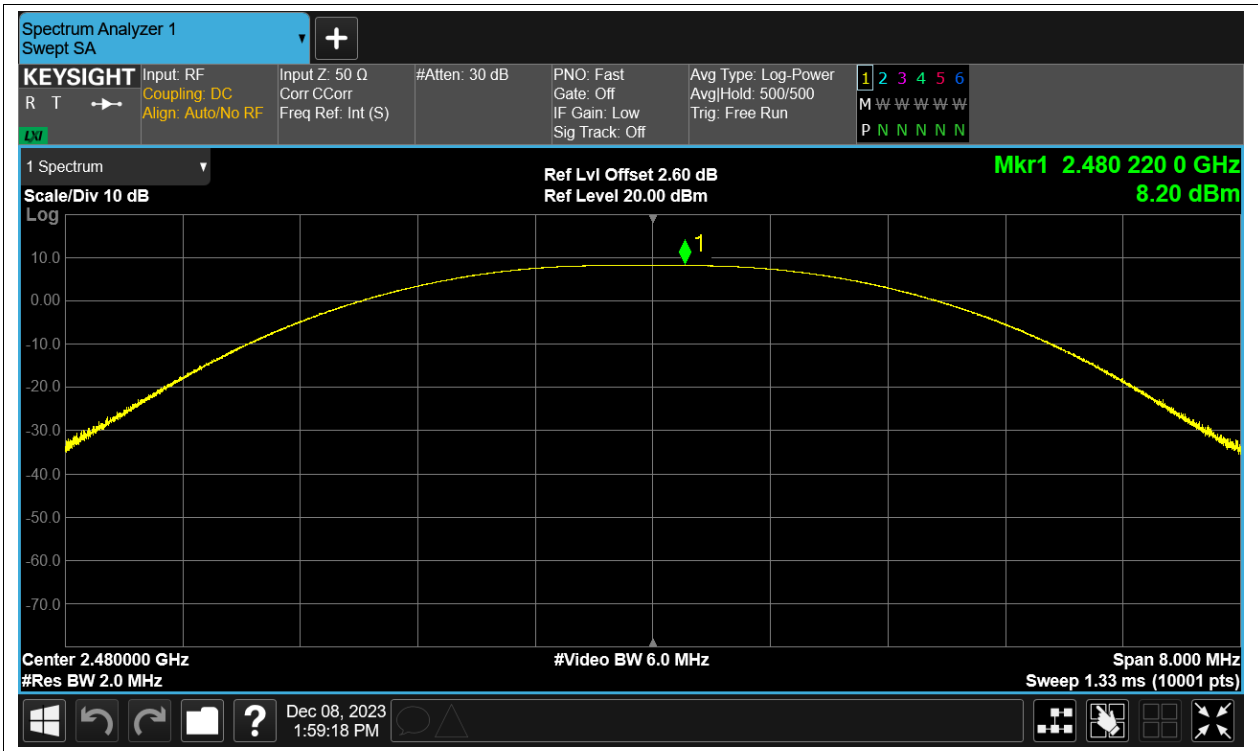 Spectrum Analyzer 1
Swept SA
KEYSIGHT
R T
LXI
Input: RF
Coupling: DC
Align: Auto/No RF
Input Z: 50 Ω
Corr CCorr
Freq Ref: Int (S)
#Atten: 30 dB
PNO: Fast
Gate: Off
IF Gain: Low
Sig Track: Off
Avg Type: Log-Power
Avg|Hold: 500/500
Trig: Free Run
1 2 3 4 5 6
M W W W W W
P N N N N N
1 Spectrum
Scale/Div 10 dB
Log
Ref Lvl Offset 2.60 dB
Ref Level 20.00 dBm
Mkr1 2.480 220 0 GHz
8.20 dBm
1
10.0
0.00
-10.0
-20.0
-30.0
-40.0
-50.0
-60.0
-70.0
Center 2.480000 GHz
#Res BW 2.0 MHz
#Video BW 6.0 MHz
Span 8.000 MHz
Sweep 1.33 ms (10001 pts)
?
Dec 08, 2023
1:59:18 PM